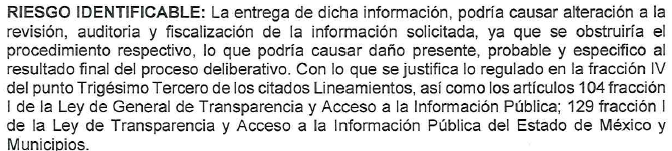 RIESGO IDENTIFICABLE: La entrega de dicha información, podría causar alteración a la
revisión, auditoria y fiscalización de la información solicitada, ya que se obstruiría el
procedimiento respectivo, lo que podría causar daño presente, probable y especifico al
resultado final del proceso deliberativo. Con lo que se justifica lo regulado en la fracción IV
del punto Trigésimo Tercero de los citados Lineamientos, así como los artículos 104 fracción
I de la Ley de General de Transparencia y Acceso a la Información Pública; 129 fracción I
de la Ley de Transparencia y Acceso a la Información Pública del Estado de México y
Municipios.